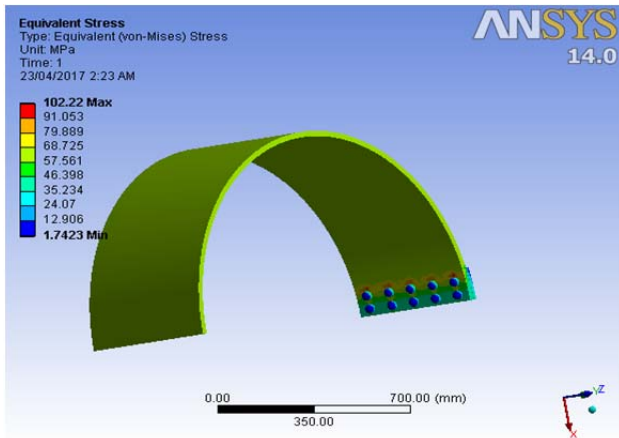 Equivalent Stress
Type: Equivalent (von-Mises) Stress
Unit: MPa
Time: 1
23/04/2017 2:23 AM
102.22 Max
91.053
79.889
68.725
57.561
46.398
35.234
24.07
12.906
1.7423 Min
ANSYS
14.0
0.00
700.00 (mm)
350.00
Y
Z
X